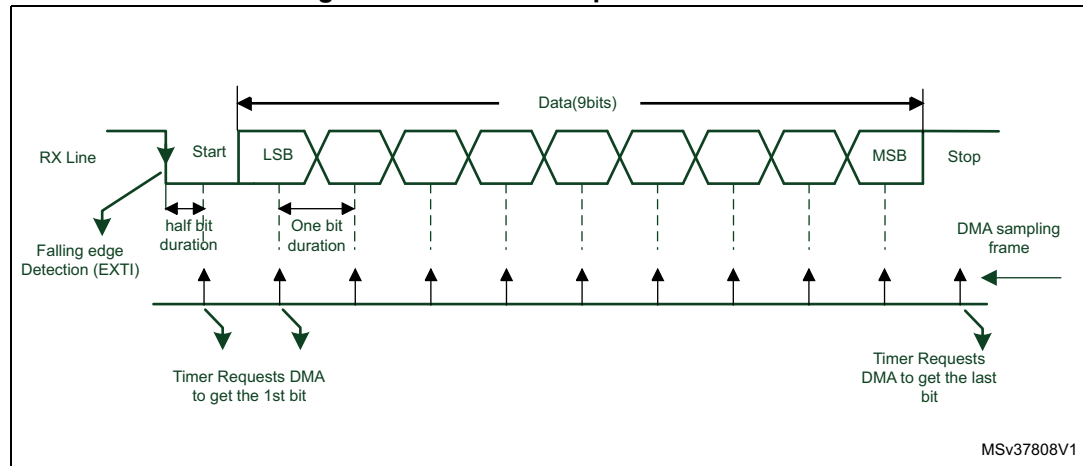 Data(9bits)
RX Line
Start
LSB
MSB
Stop
half bit
duration
One bit
duration
Falling edge
Detection (EXTI)
DMA sampling
frame
Timer Requests DMA
to get the 1st bit
Timer Requests
DMA to get the last
bit
MSv37808V1